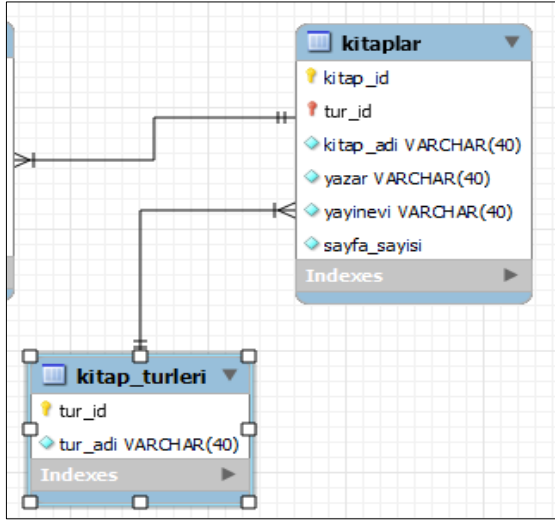 kitaplar
kitap_id
tur_id
kitap_adi VARCHAR(40)
yazar VARCHAR(40)
yayinevi VARCHAR(40)
sayfa_sayisi
Indexes
kitap_turleri
tur_id
tur_adi VARCHAR(40)
Indexes